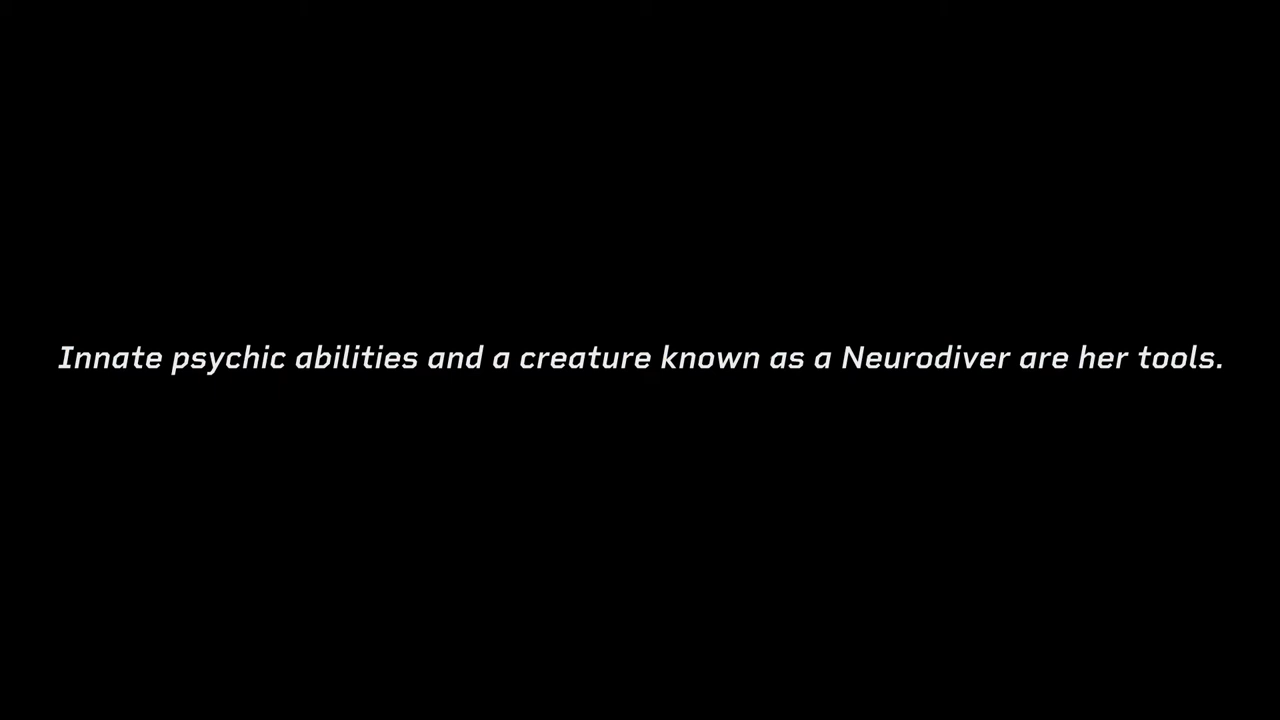 Innate psychic abilities and a creature known as a Neurodiver are her tools.